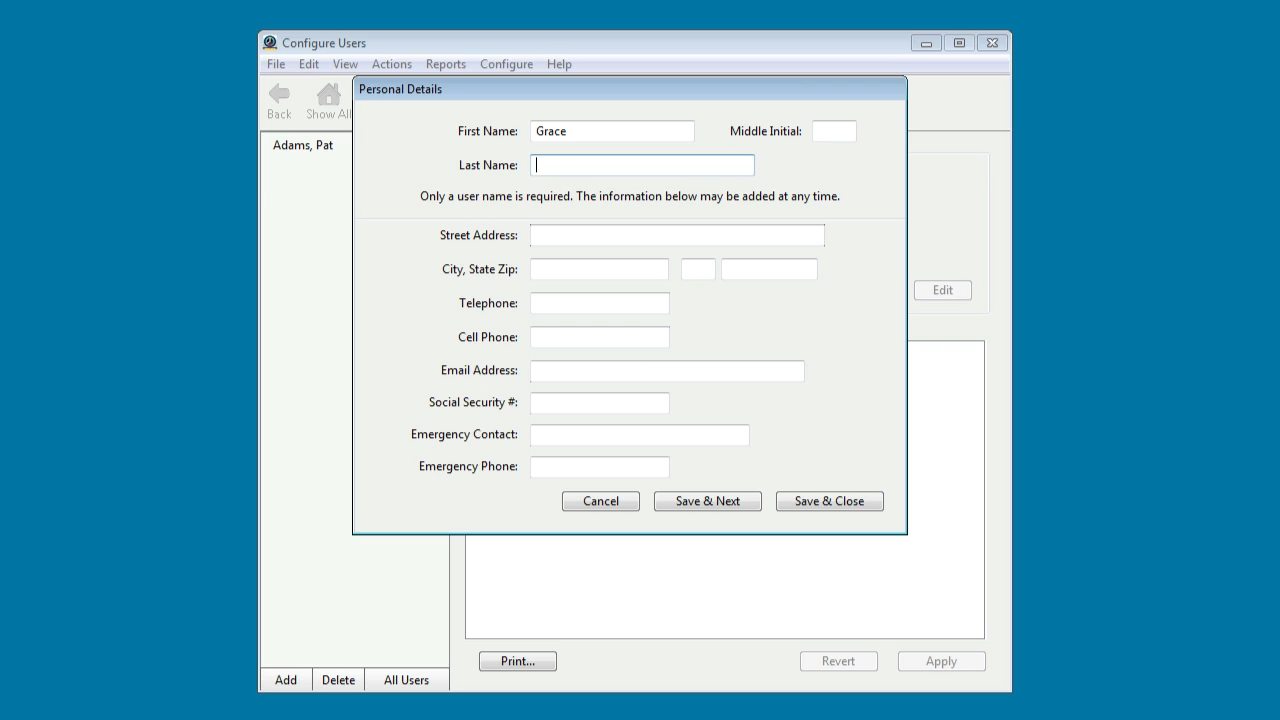 Configure Users
File Edit View Actions Reports Configure Help
Back Show All
Adams, Pat
Personal Details
First Name: Grace Middle Initial:
Last Name:
Only a user name is required. The information below may be added at any time.
Street Address:
City, State Zip:
Telephone:
Cell Phone:
Email Address:
Social Security #:
Emergency Contact:
Emergency Phone:
Cancel Save & Next Save & Close
Edit
Print... Revert Apply
Add Delete All Users